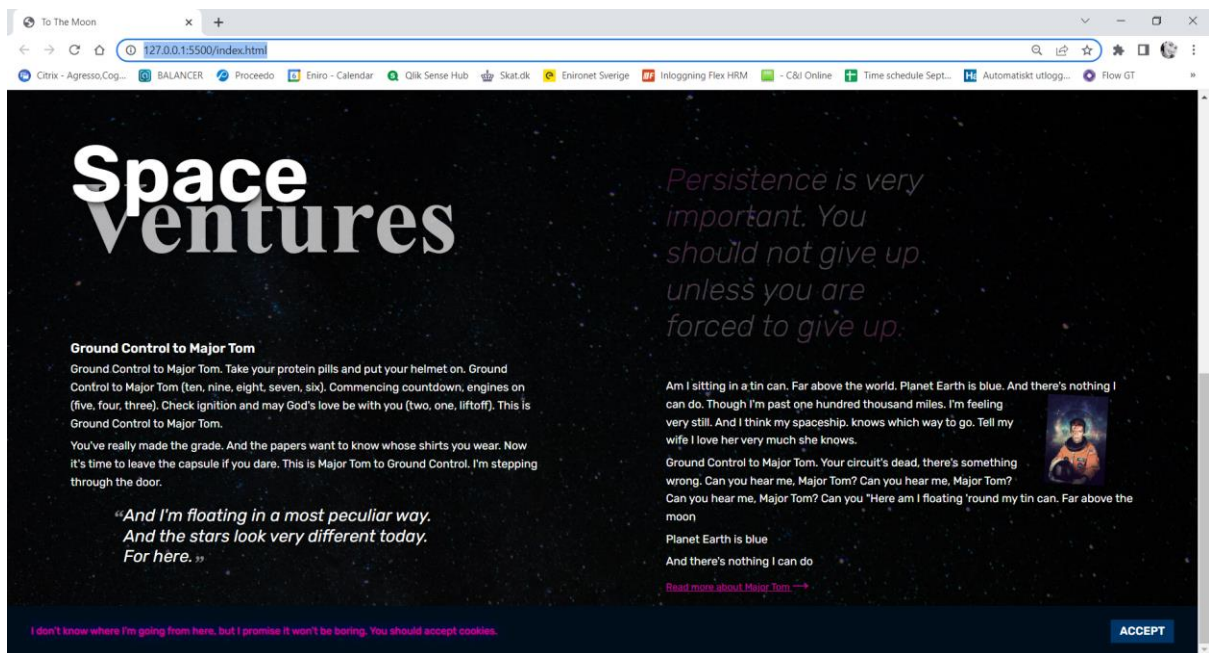 To The Moon
127.0.0.1:5500/index.html
Citrix - Agresso,Cog... BALANCER Proceedo Eniro - Calendar Qlik Sense Hub Skat.dk Enironet Sverige Inloggning Flex HRM - C&I Online Time schedule Sept... Automatiskt utlogg... Flow GT »
Space
Ventures
Ground Control to Major Tom
Ground Control to Major Tom. Take your protein pills and put your helmet on. Ground
Control to Major Tom (ten, nine, eight, seven, six). Commencing countdown, engines on
(five, four, three). Check ignition and may God's love be with you (two, one, liftoff). This is
Ground Control to Major Tom.
You've really made the grade. And the papers want to know whose shirts you wear. Now
it's time to leave the capsule if you dare. This is Major Tom to Ground Control. I'm stepping
through the door.
“And I'm floating in a most peculiar way.
And the stars look very different today.
For here.”
Persistence is very
important. You
should not give up
unless you are
forced to give up.
Am I sitting in a tin can. Far above the world. Planet Earth is blue. And there's nothing I
can do. Though I'm past one hundred thousand miles. I'm feeling
very still. And I think my spaceship. knows which way to go. Tell my
wife I love her very much she knows.
Ground Control to Major Tom. Your circuit's dead, there's something
wrong. Can you hear me, Major Tom? Can you hear me, Major Tom?
Can you hear me, Major Tom? Can you "Here am I floating 'round my tin can. Far above the
moon
Planet Earth is blue
And there's nothing I can do
Read more about Major Tom →
I don't know where I'm going from here, but I promise it won't be boring. You should accept cookies.
ACCEPT